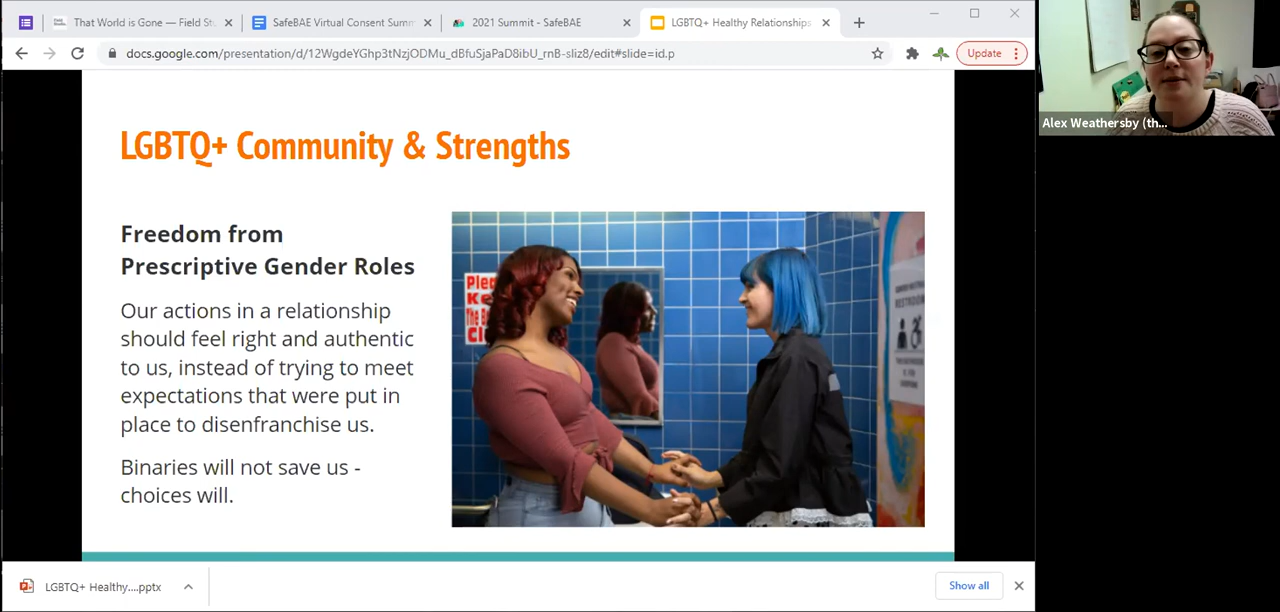 That World is Gone — Field Stu
SafeBAE Virtual Consent Summ
2021 Summit - SafeBAE
LGBTQ+ Healthy Relationships
docs.google.com/presentation/d/12WgdeYGhp3tNzjODMu_dBfuSjaPaD8ibU_rnB-sliz8/edit#slide=id.p
Update
Alex Weathersby (th...
LGBTQ+ Community & Strengths
Freedom from
Prescriptive Gender Roles
Our actions in a relationship
should feel right and authentic
to us, instead of trying to meet
expectations that were put in
place to disenfranchise us.
Binaries will not save us -
choices will.
RESTROOM
LGBTQ+ Healthy....pptx
Show all